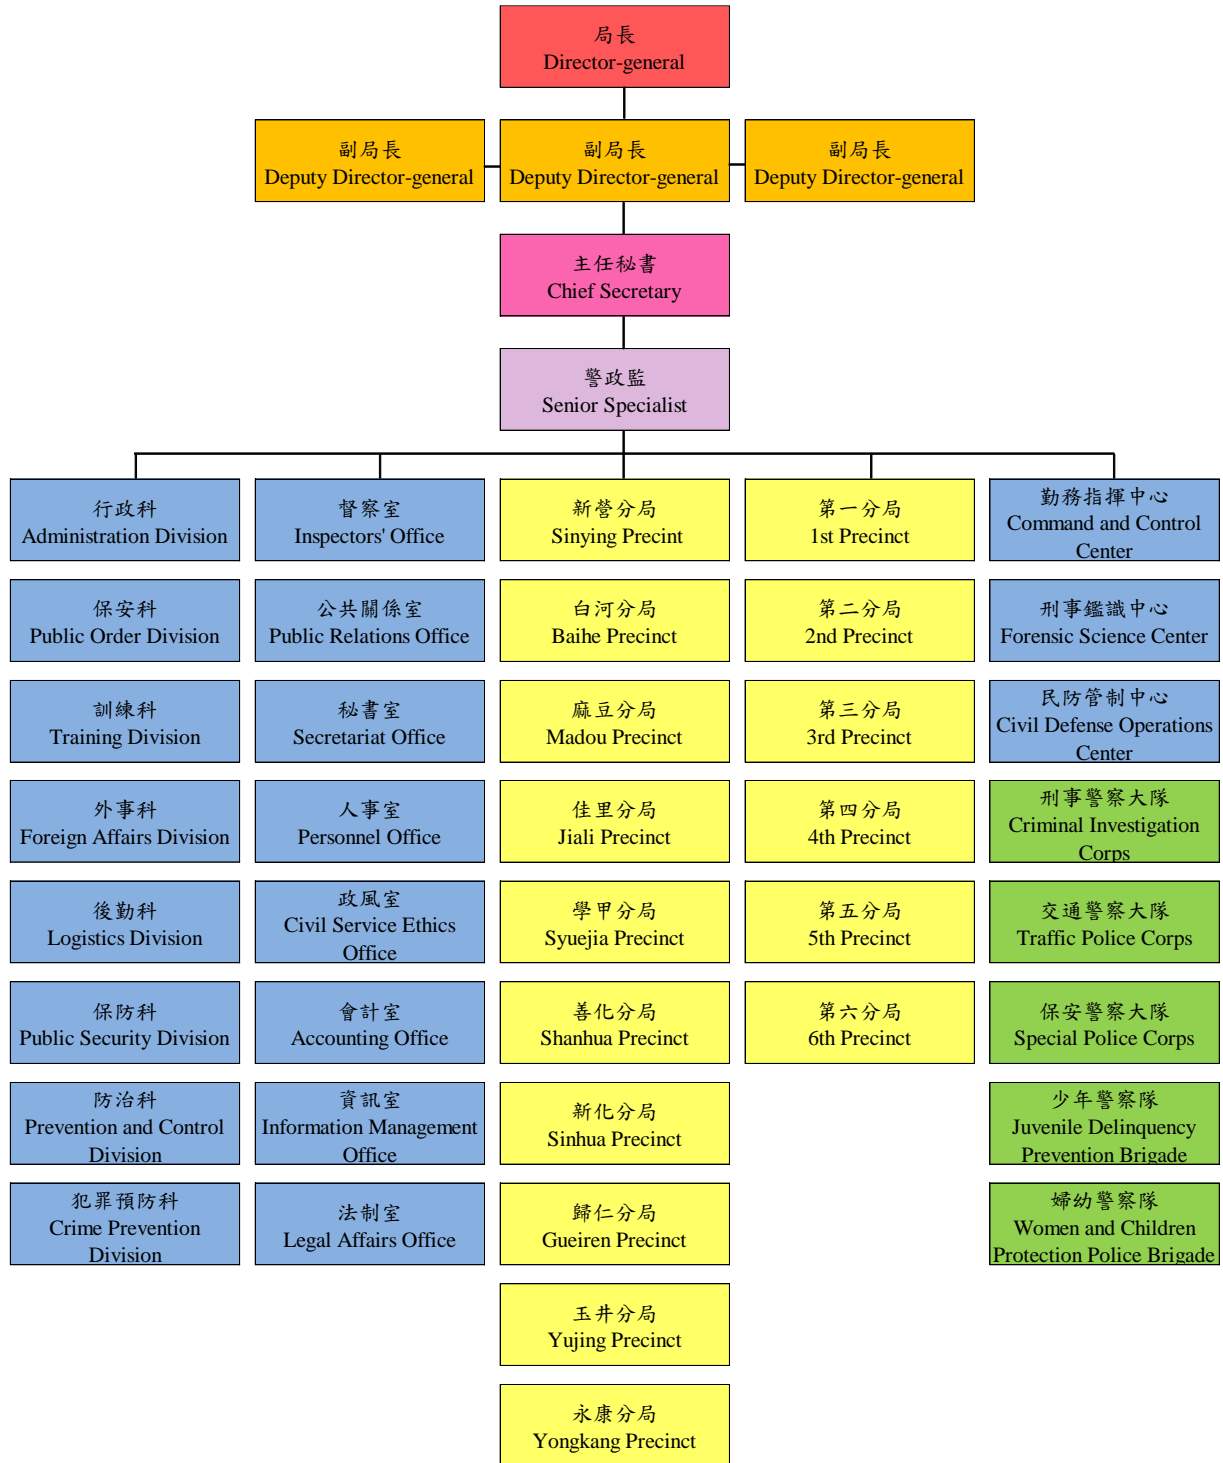 局長
Director-general
副局長
Deputy Director-general
副局長
Deputy Director-general
副局長
Deputy Director-general
主任秘書
Chief Secretary
警政監
Senior Specialist
行政科
Administration Division
保安科
Public Order Division
訓練科
Training Division
外事科
Foreign Affairs Division
後勤科
Logistics Division
保防科
Public Security Division
防治科
Prevention and Control
Division
犯罪預防科
Crime Prevention
Division
督察室
Inspectors' Office
公共關係室
Public Relations Office
秘書室
Secretariat Office
人事室
Personnel Office
政風室
Civil Service Ethics
Office
會計室
Accounting Office
資訊室
Information Management
Office
法制室
Legal Affairs Office
新營分局
Sinying Precint
白河分局
Baihe Precinct
麻豆分局
Madou Precinct
佳里分局
Jiali Precinct
學甲分局
Syuejia Precinct
善化分局
Shanhua Precinct
新化分局
Sinhua Precinct
歸仁分局
Gueiren Precinct
玉井分局
Yujing Precinct
永康分局
Yongkang Precinct
第一分局
1st Precinct
第二分局
2nd Precinct
第三分局
3rd Precinct
第四分局
4th Precinct
第五分局
5th Precinct
第六分局
6th Precinct
勤務指揮中心
Command and Control
Center
刑事鑑識中心
Forensic Science Center
民防管制中心
Civil Defense Operations
Center
刑事警察大隊
Criminal Investigation
Corps
交通警察大隊
Traffic Police Corps
保安警察大隊
Special Police Corps
少年警察隊
Juvenile Delinquency
Prevention Brigade
婦幼警察隊
Women and Children
Protection Police Brigade